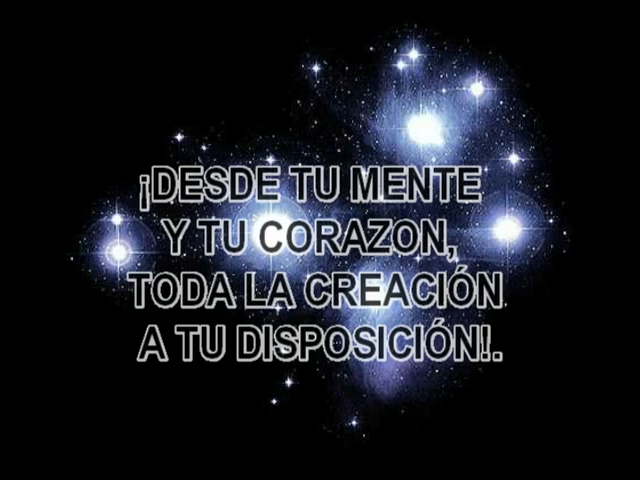 ¡DESDE TU MENTE
Y TU CORAZON,
TODA LA CREACIÓN
A TU DISPOSICIÓN!.